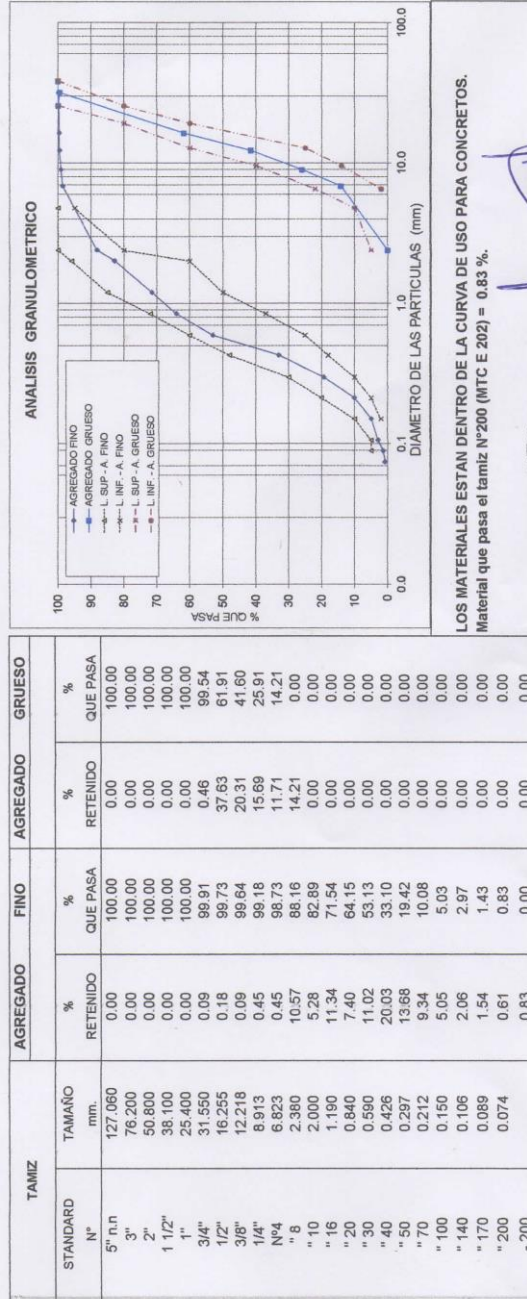 TAMIZ AGREGADO FINO AGREGADO GRUESO
STANDARD TAMAÑO % % % %
N° mm. RETENIDO QUE PASA RETENIDO QUE PASA
5" n.n 127.060 0.00 100.00 0.00 100.00
3" 76.200 0.00 100.00 0.00 100.00
2" 50.800 0.00 100.00 0.00 100.00
1 1/2" 38.100 0.00 100.00 0.00 100.00
1" 25.400 0.00 100.00 0.00 100.00
3/4" 31.550 0.09 99.91 0.46 99.54
1/2" 16.255 0.18 99.73 37.63 61.91
3/8" 12.218 0.09 99.64 20.31 41.60
1/4" 8.913 0.45 99.18 15.69 25.91
Nº4 6.823 0.45 98.73 11.71 14.21
" 8 2.380 10.57 88.16 14.21 0.00
" 10 2.000 5.28 82.89 0.00 0.00
" 16 1.190 11.34 71.54 0.00 0.00
" 20 0.840 7.40 64.15 0.00 0.00
" 30 0.590 11.02 53.13 0.00 0.00
" 40 0.426 20.03 33.10 0.00 0.00
" 50 0.297 13.68 19.42 0.00 0.00
" 70 0.212 9.34 10.08 0.00 0.00
" 100 0.150 5.05 5.03 0.00 0.00
" 140 0.106 2.06 2.97 0.00 0.00
" 170 0.089 1.54 1.43 0.00 0.00
" 200 0.074 0.61 0.83 0.00 0.00
200 0.83 0.00 0.00 0.00
ANALISIS GRANULOMETRICO
AGREGADO FINO
AGREGADO GRUESO
L. SUP - A. FINO
L. INF. - A. FINO
L. SUP - A. GRUESO
L. INF. - A. GRUESO
% QUE PASA
100
90
80
70
60
50
40
30
20
10
0
0.0 0.1 1.0 10.0 100.0
DIAMETRO DE LAS PARTICULAS (mm)
LOS MATERIALES ESTAN DENTRO DE LA CURVA DE USO PARA CONCRETOS.
Material que pasa el tamiz N°200 (MTC E 202) = 0.83 %.